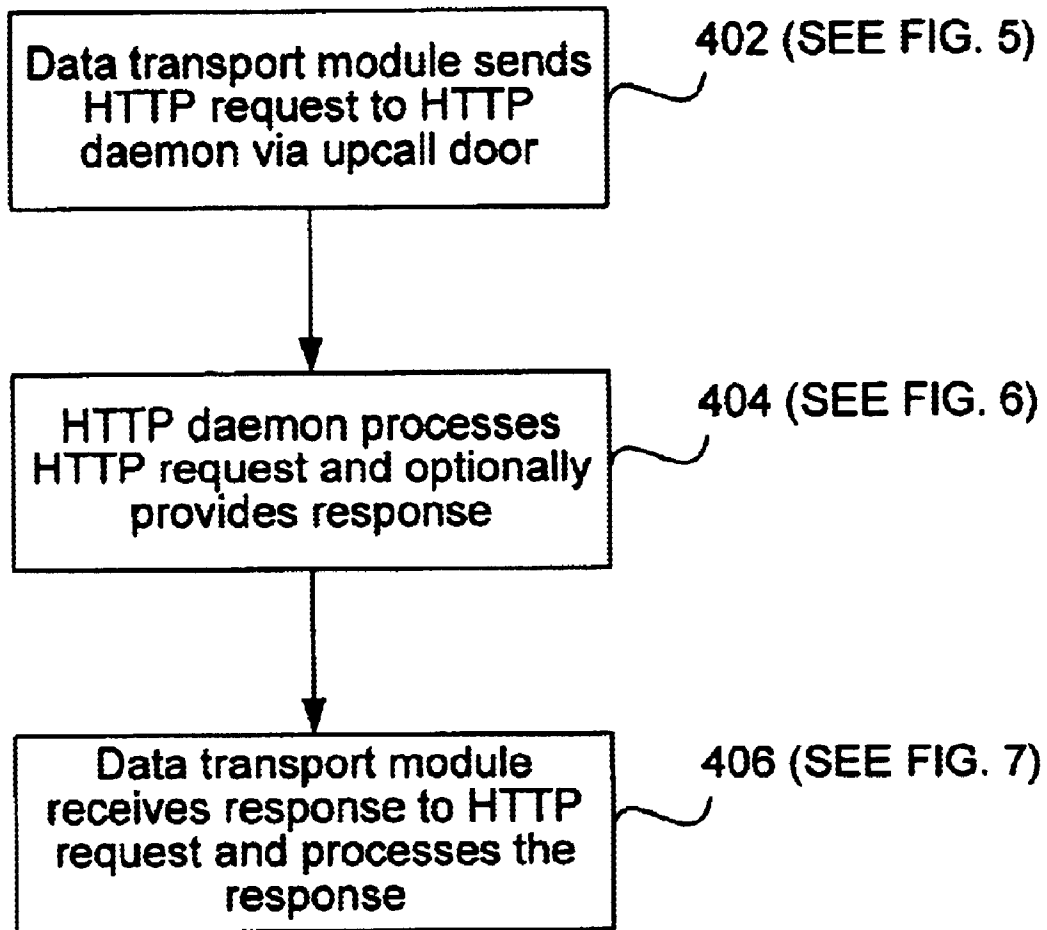 Data transport module sends
HTTP request to HTTP
daemon via upcall door
402 (SEE FIG. 5)
HTTP daemon processes
HTTP request and optionally
provides response
404 (SEE FIG. 6)
Data transport module
receives response to HTTP
request and processes the
response
406 (SEE FIG. 7)